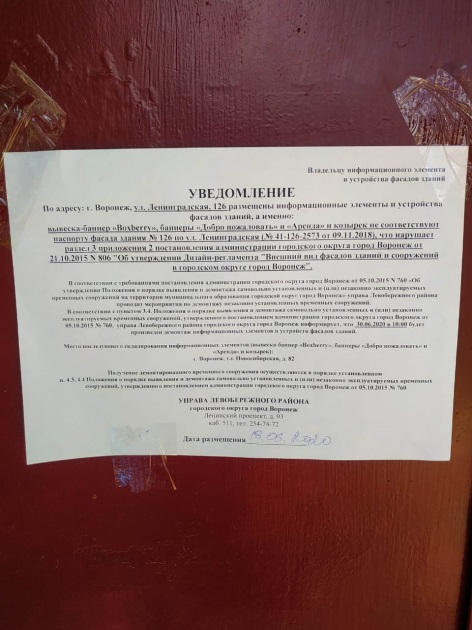 Владельцу информационного элемента
и устройства фасадов зданий
УВЕДОМЛЕНИЕ
По адресу: г. Воронеж, ул. Ленинградская, 126 размещены информационные элементы и устройства
фасадов зданий, а именно:
вывеска-баннер «Boxberry», баннеры «Добро пожаловать» и «Аренда» и козырек не соответствуют
паспорту фасада здания № 126 по ул. Ленинградская (№ 41-126-2573 от 09.11.2018), что нарушает
раздел 3 приложения 2 постановления администрации городского округа город Воронеж от
21.10.2015 N 806 "Об утверждении Дизайн-регламента "Внешний вид фасадов зданий и сооружений
в городском округе город Воронеж".
В соответствии с требованиями постановления администрации городского округа город Воронеж от 05.10.2015 N 760 «Об
утверждении Положения о порядке выявления и демонтажа самовольно установленных и (или) незаконно эксплуатируемых
временных сооружений на территории муниципального образования городской округ город Воронеж» управа Левобережного района
проводит мероприятия по демонтажу незаконно установленных временных сооружений.
В соответствии с пунктом 3.4. Положения о порядке выявления и демонтажа самовольно установленных и (или) незаконно
эксплуатируемых временных сооружений, утвержденного постановлением администрации городского округа город Воронеж от
05.10.2015 № 760, управа Левобережного района городского округа город Воронеж информирует, что 30.06.2020 в 10:00 будет
произведен демонтаж информационных элементов и устройств фасадов зданий.
Место последующего складирования информационных элементов (вывеска-баннер «Boxberry», баннеры «Добро пожаловать» и
«Аренда» и козырек):
г. Воронеж, ул. Новосибирская, д. 82
Получение демонтированного временного сооружения осуществляются в порядке установленном
п. 4.3, 4.4 Положения о порядке выявления и демонтажа самовольно установленных и (или) незаконно эксплуатируемых временных
сооружений, утвержденного постановлением администрации городского округа город Воронеж от 05.10.2015 № 760
УПРАВА ЛЕВОБЕРЕЖНОГО РАЙОНА
городского округа город Воронеж
Ленинский проспект, д. 93
каб. 511, тел. 234-74-72
Дата размещения 18.06.2020